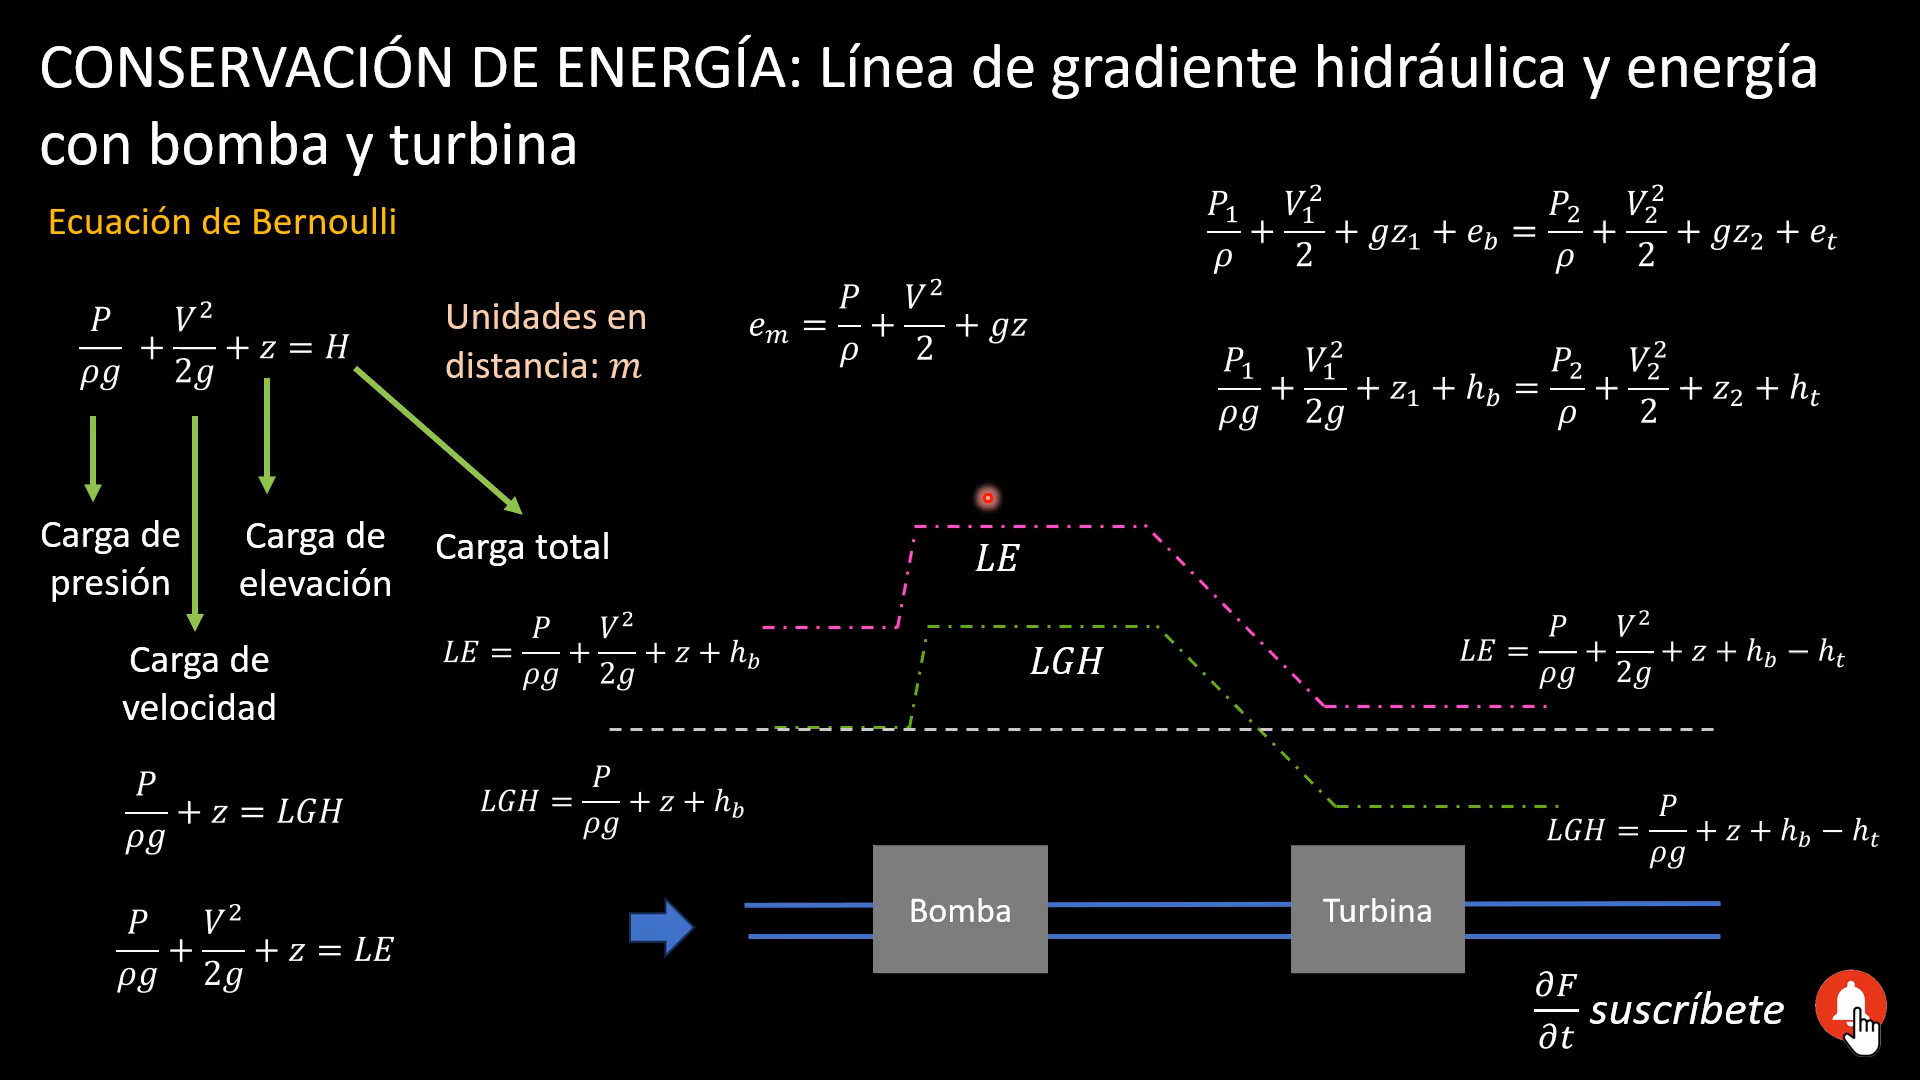 CONSERVACIÓN DE ENERGÍA: Línea de gradiente hidráulica y energía
con bomba y turbina
Ecuación de Bernoulli
P/ρg + V²/2g + z = H
Unidades en
distancia: m
e_m = P/ρ + V²/2 + gz
P₁/ρ + V₁²/2 + gz₁ + e_b = P₂/ρ + V₂²/2 + gz₂ + e_t
P₁/ρg + V₁²/2g + z₁ + h_b = P₂/ρ + V₂²/2 + z₂ + h_t
Carga de
presión
Carga de
elevación
Carga total
Carga de
velocidad
P/ρg + z = LGH
P/ρg + V²/2g + z = LE
LE = P/ρg + V²/2g + z + h_b
LE
LGH
LE = P/ρg + V²/2g + z + h_b − h_t
LGH = P/ρg + z + h_b
LGH = P/ρg + z + h_b − h_t
Bomba
Turbina
∂F/∂t suscríbete